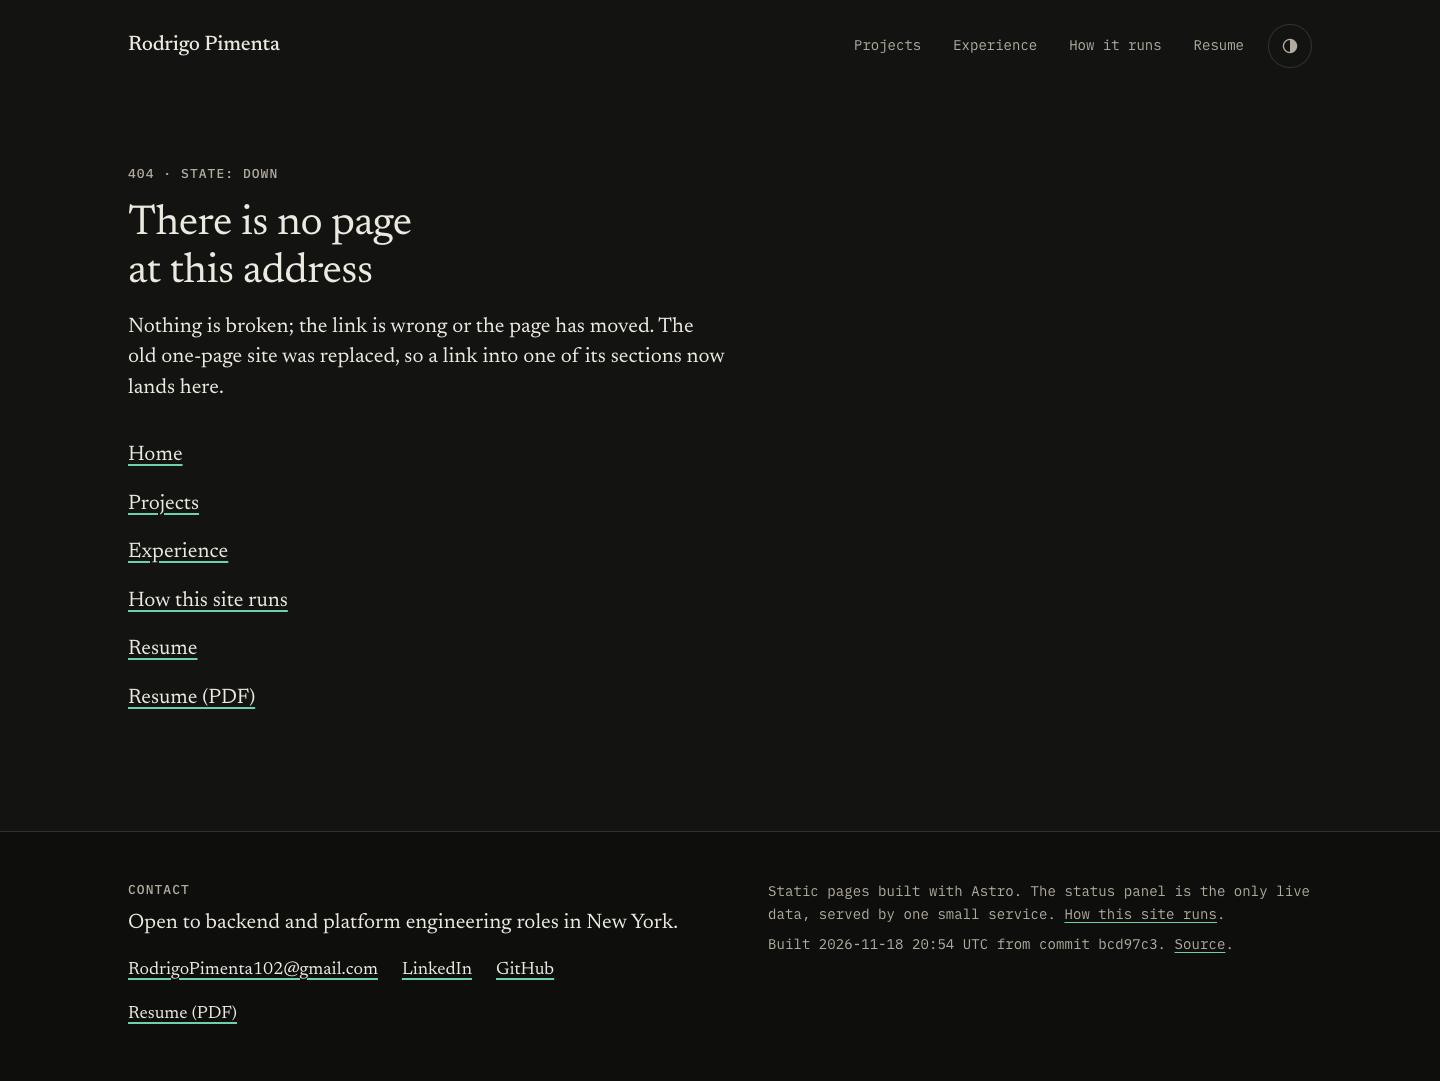 Rodrigo Pimenta
Projects Experience How it runs Resume
404 · STATE: DOWN
There is no page
at this address
Nothing is broken; the link is wrong or the page has moved. The
old one-page site was replaced, so a link into one of its sections now
lands here.
Home
Projects
Experience
How this site runs
Resume
Resume (PDF)
CONTACT
Open to backend and platform engineering roles in New York.
RodrigoPimenta102@gmail.com LinkedIn GitHub
Resume (PDF)
Static pages built with Astro. The status panel is the only live
data, served by one small service. How this site runs.
Built 2026-11-18 20:54 UTC from commit bcd97c3. Source.